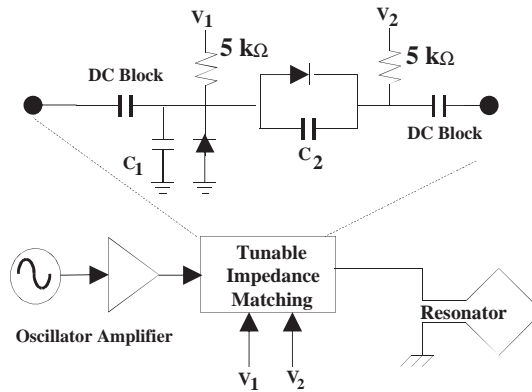 V1
V2
5 kΩ
5 kΩ
DC Block
DC Block
C1
C2
Tunable
Impedance
Matching
Resonator
Oscillator Amplifier
V1
V2